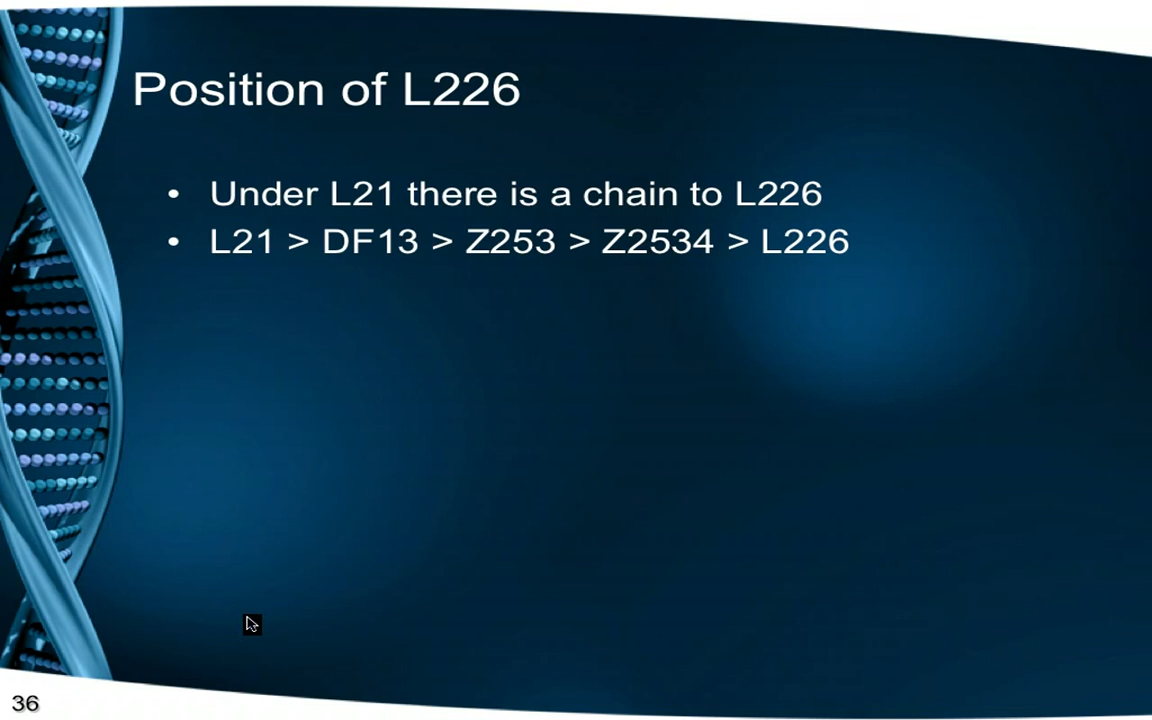 Position of L226
• Under L21 there is a chain to L226
• L21 > DF13 > Z253 > Z2534 > L226
36